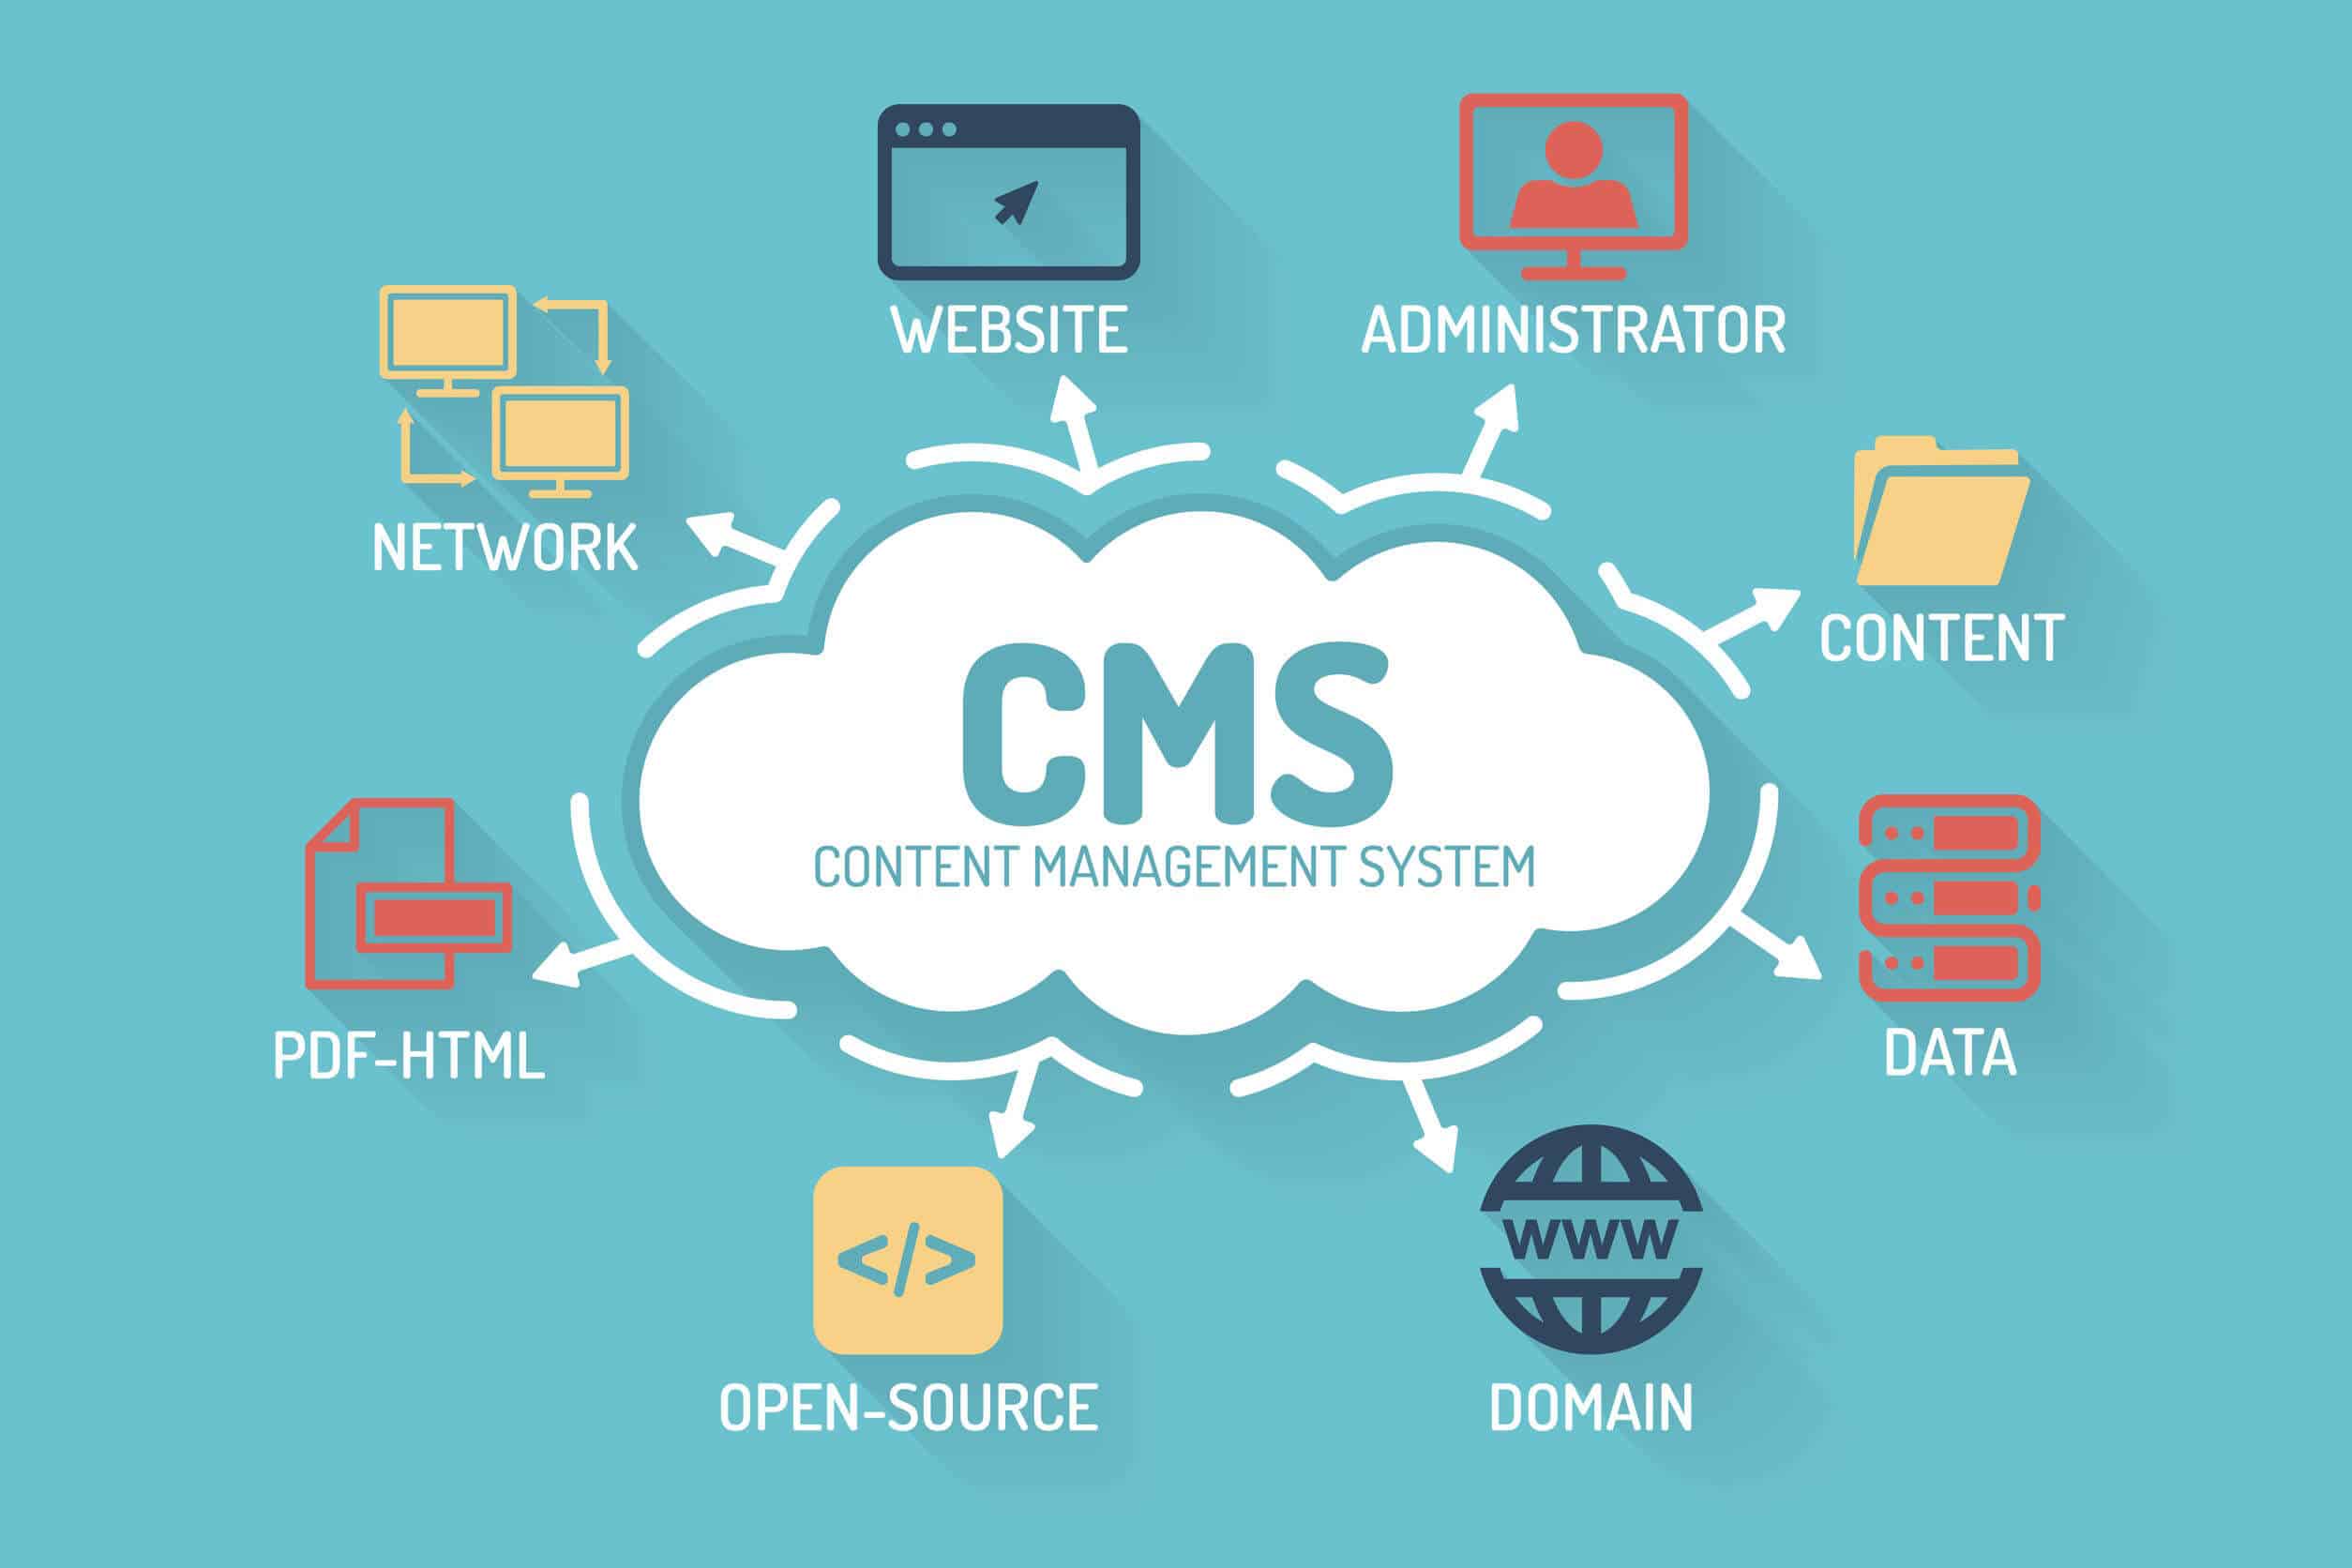 WEBSITE
ADMINISTRATOR
NETWORK
CONTENT
CMS
CONTENT MANAGEMENT SYSTEM
PDF-HTML
DATA
</>
WWW
OPEN-SOURCE
DOMAIN